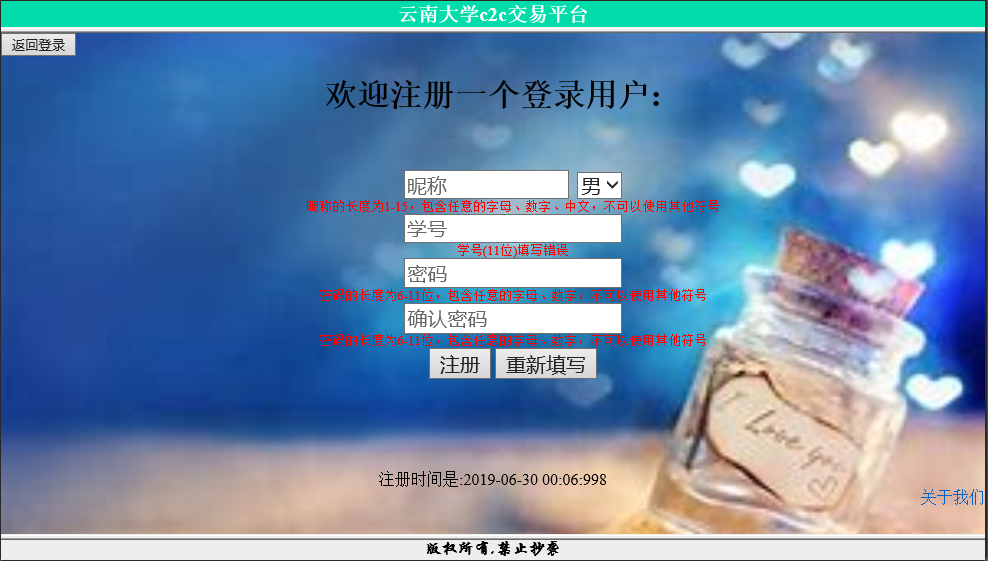 云南大学c2c交易平台
返回登录
欢迎注册一个登录用户：
昵称 男
昵称的长度为1-15，包含任意的字母、数字、中文，不可以使用其他符号
学号
学号(11位)填写错误
密码
密码的长度为6-11位，包含任意的字母、数字，不可以使用其他符号
确认密码
密码的长度为6-11位，包含任意的字母、数字，不可以使用其他符号
注册 重新填写
I Love you
注册时间是:2019-06-30 00:06:998
关于我们
版权所有,禁止抄袭